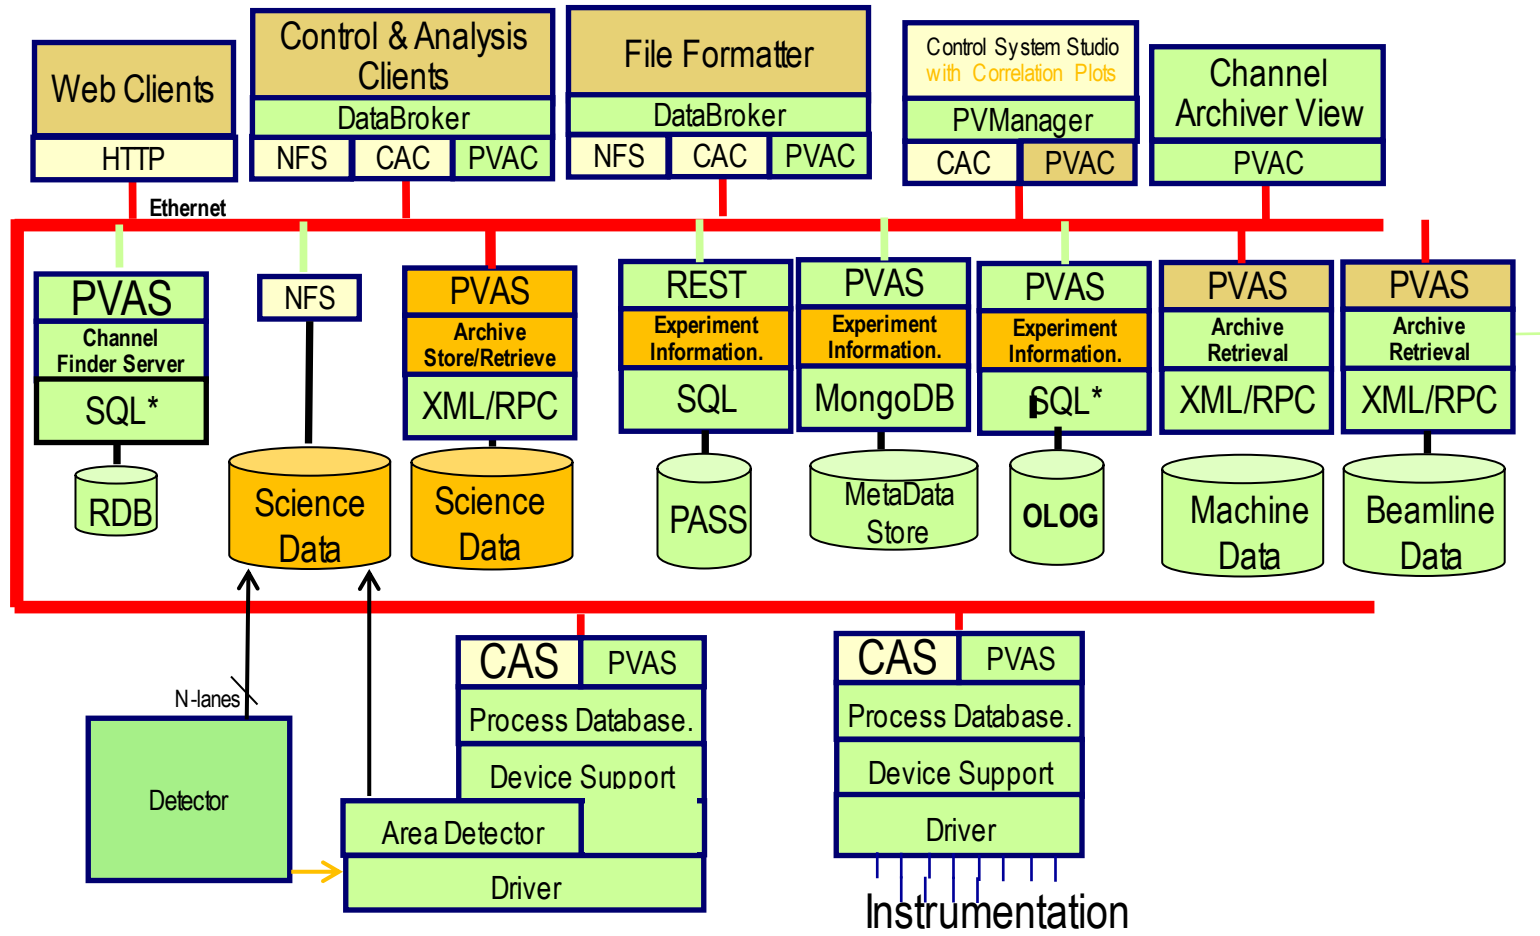 Web Clients
HTTP
Control & Analysis
Clients
DataBroker
NFS
CAC
PVAC
File Formatter
DataBroker
NFS
CAC
PVAC
Control System Studio
with Correlation Plots
PVManager
CAC
PVAC
Channel
Archiver View
PVAC
Ethernet
PVAS
Channel
Finder Server
SQL*
RDB
NFS
Science
Data
PVAS
Archive
Store/Retrieve
XML/RPC
Science
Data
REST
Experiment
Information.
SQL
PASS
PVAS
Experiment
Information.
MongoDB
MetaData
Store
PVAS
Experiment
Information.
SQL*
OLOG
PVAS
Archive
Retrieval
XML/RPC
Machine
Data
PVAS
Archive
Retrieval
XML/RPC
Beamline
Data
N-lanes
Detector
CAS
PVAS
Process Database.
Device Support
Area Detector
Driver
CAS
PVAS
Process Database.
Device Support
Driver
Instrumentation